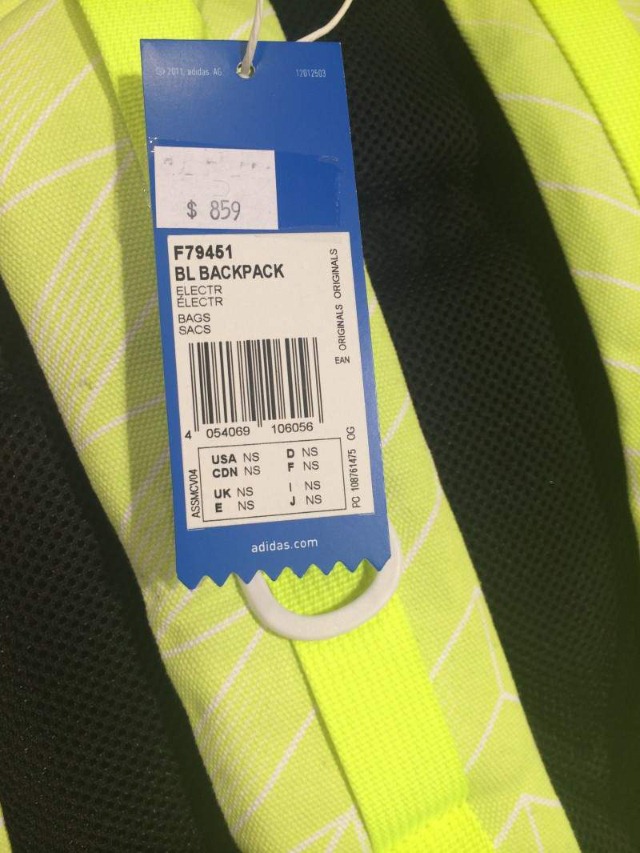 © 2011, adidas AG
12012503
$ 859
F79451
BL BACKPACK
ELECTR
ÉLECTR
BAGS
SACS
EAN ORIGINALS ORIGINALS
4 054069 106056
ASSMCV04
USA NS D NS
CDN NS F NS
UK NS I NS
E NS J NS
PC 108761475 OG
adidas.com